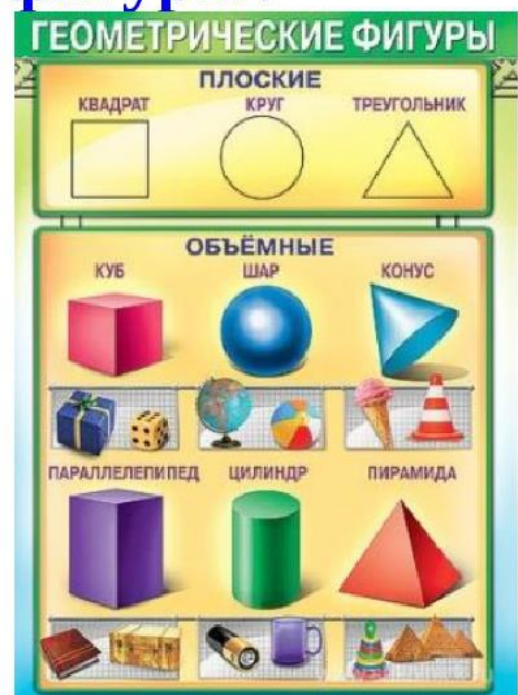 ГЕОМЕТРИЧЕСКИЕ ФИГУРЫ
ПЛОСКИЕ
КВАДРАТ КРУГ ТРЕУГОЛЬНИК
ОБЪЁМНЫЕ
КУБ ШАР КОНУС
ПАРАЛЛЕЛЕПИПЕД ЦИЛИНДР ПИРАМИДА